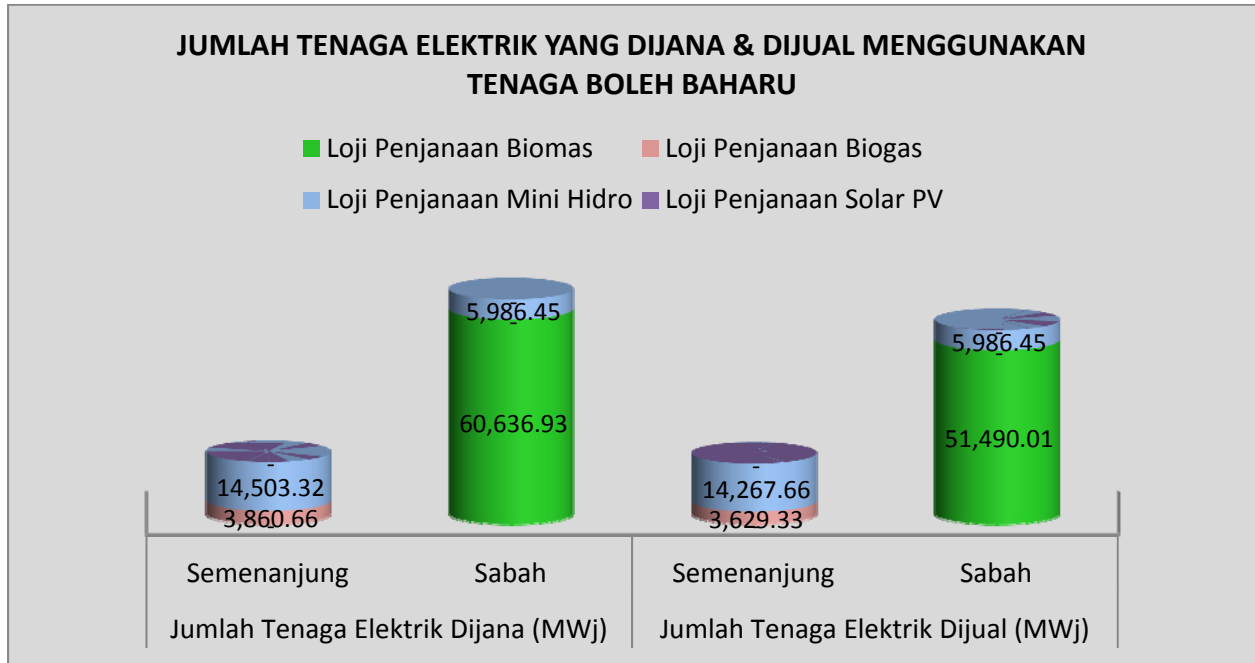 JUMLAH TENAGA ELEKTRIK YANG DIJANA & DIJUAL MENGGUNAKAN
TENAGA BOLEH BAHARU
Loji Penjanaan Biomas Loji Penjanaan Biogas
Loji Penjanaan Mini Hidro Loji Penjanaan Solar PV
-
14,503.32
3,860.66
-
5,986.45
-
-
60,636.93
-
14,267.66
3,629.33
-
5,986.45
-
-
51,490.01
Semenanjung Sabah Semenanjung Sabah
Jumlah Tenaga Elektrik Dijana (MWj) Jumlah Tenaga Elektrik Dijual (MWj)